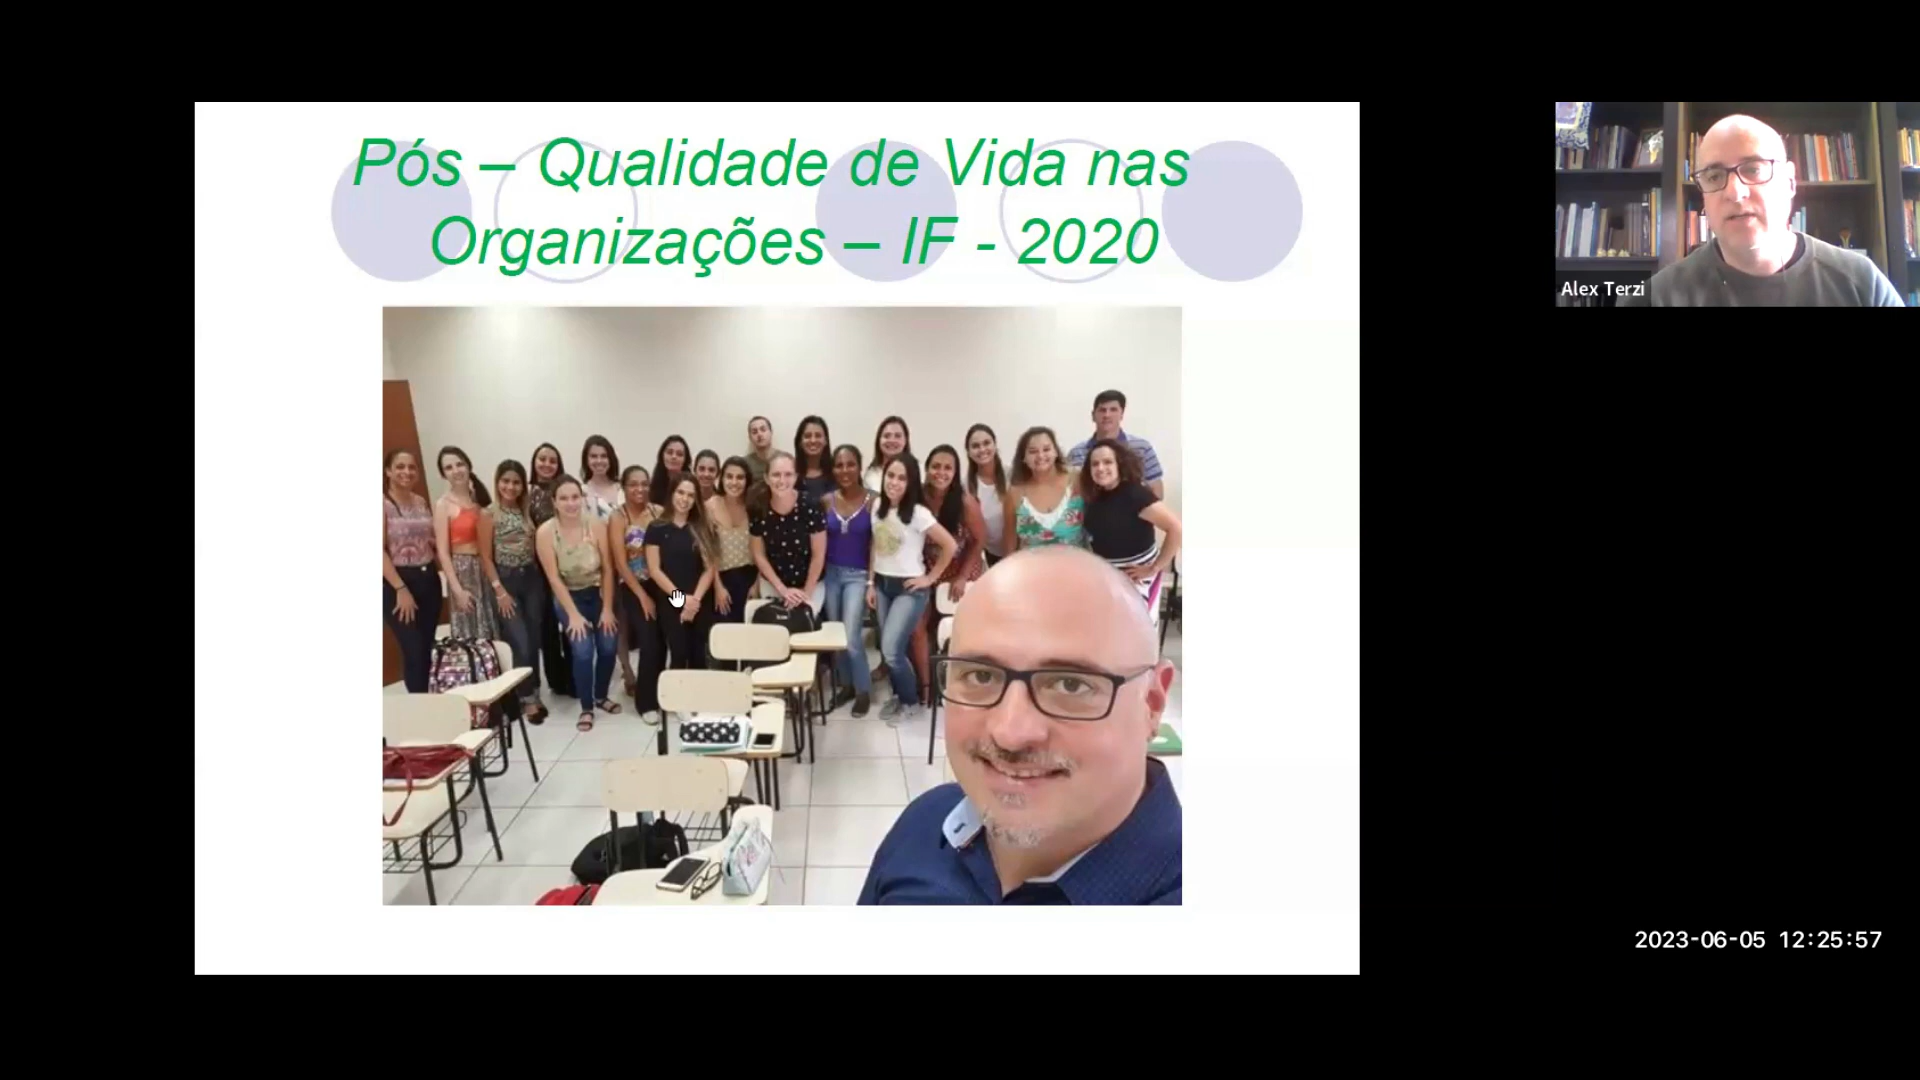 Pós – Qualidade de Vida nas
Organizações – IF - 2020
Alex Terzi
2023-06-05 12:25:57